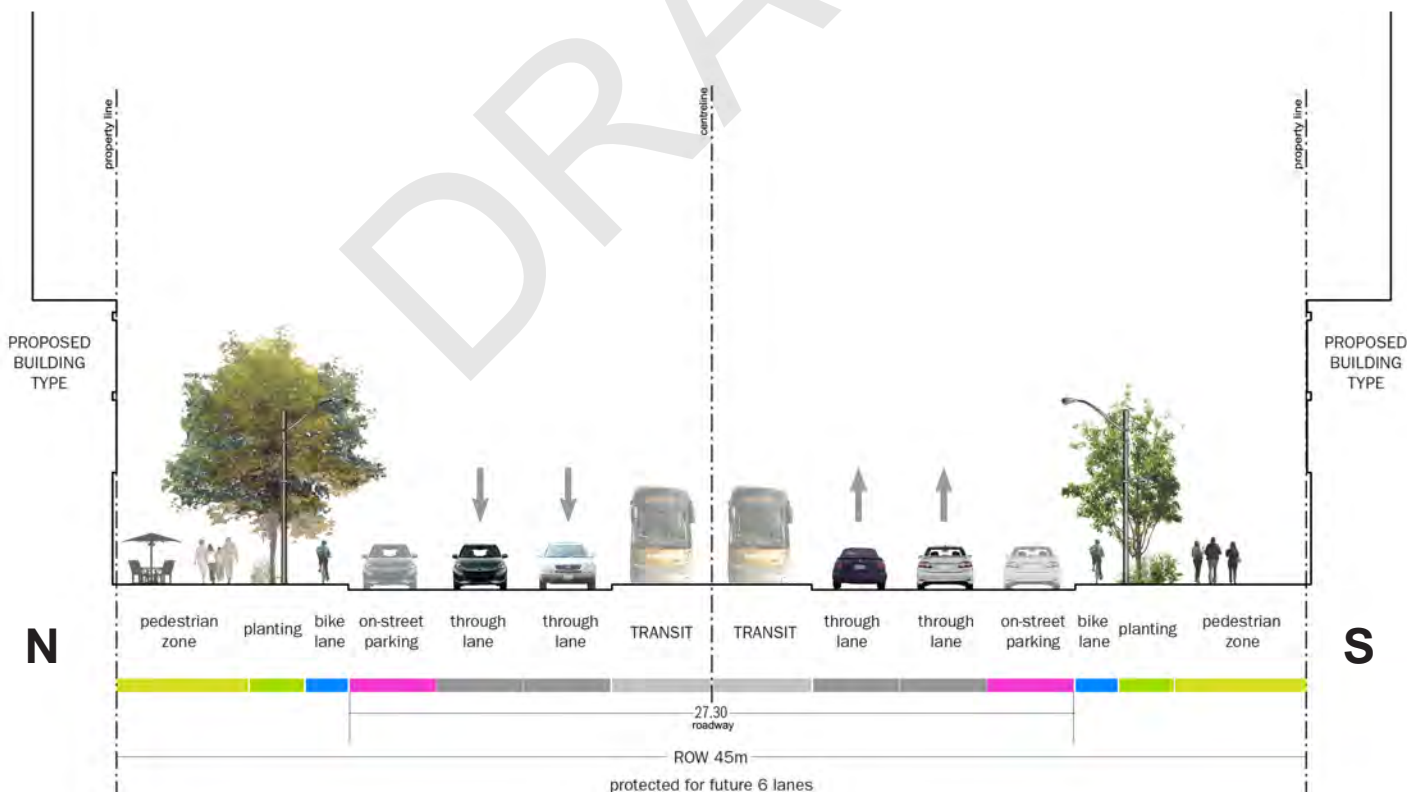 DRA
property line
centreline
property line
PROPOSED
BUILDING
TYPE
PROPOSED
BUILDING
TYPE
N
pedestrian
zone
planting
bike
lane
on-street
parking
through
lane
through
lane
TRANSIT
TRANSIT
through
lane
through
lane
on-street
parking
bike
lane
planting
pedestrian
zone
S
27.30
roadway
ROW 45m
protected for future 6 lanes